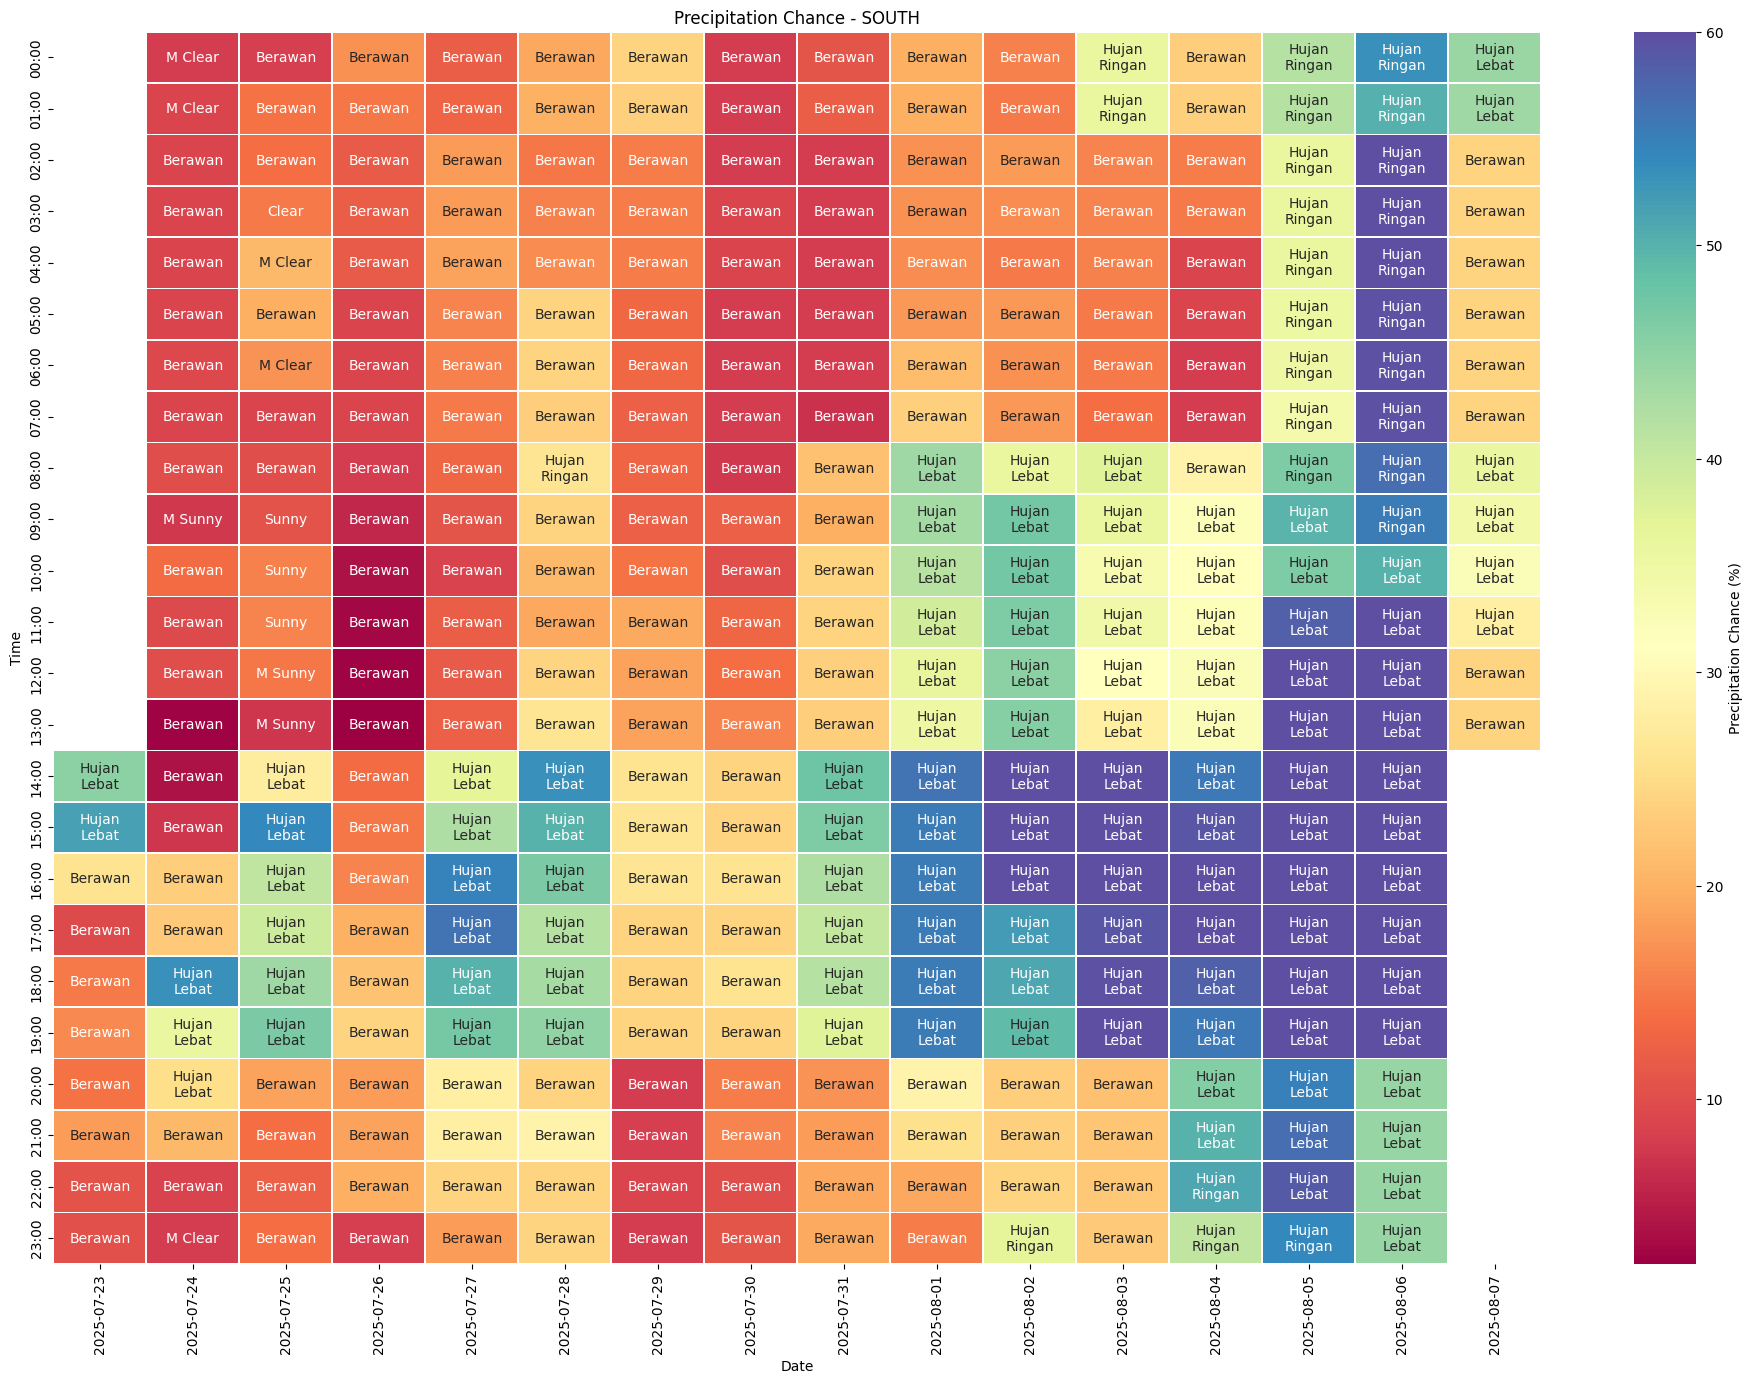 Precipitation Chance - SOUTH
00:00 M Clear Berawan Berawan Berawan Berawan Berawan Berawan Berawan Berawan Berawan Hujan Ringan Berawan Hujan Ringan Hujan Ringan Hujan Lebat
01:00 M Clear Berawan Berawan Berawan Berawan Berawan Berawan Berawan Berawan Berawan Hujan Ringan Berawan Hujan Ringan Hujan Ringan Hujan Lebat
02:00 Berawan Berawan Berawan Berawan Berawan Berawan Berawan Berawan Berawan Berawan Berawan Berawan Hujan Ringan Hujan Ringan Berawan
03:00 Berawan Clear Berawan Berawan Berawan Berawan Berawan Berawan Berawan Berawan Berawan Berawan Hujan Ringan Hujan Ringan Berawan
04:00 Berawan M Clear Berawan Berawan Berawan Berawan Berawan Berawan Berawan Berawan Berawan Berawan Hujan Ringan Hujan Ringan Berawan
05:00 Berawan Berawan Berawan Berawan Berawan Berawan Berawan Berawan Berawan Berawan Berawan Berawan Hujan Ringan Hujan Ringan Berawan
06:00 Berawan M Clear Berawan Berawan Berawan Berawan Berawan Berawan Berawan Berawan Berawan Berawan Hujan Ringan Hujan Ringan Berawan
07:00 Berawan Berawan Berawan Berawan Berawan Berawan Berawan Berawan Berawan Berawan Berawan Berawan Hujan Ringan Hujan Ringan Berawan
08:00 Berawan Berawan Berawan Berawan Hujan Ringan Berawan Berawan Berawan Hujan Lebat Hujan Lebat Hujan Lebat Berawan Hujan Ringan Hujan Ringan Hujan Lebat
09:00 M Sunny Sunny Berawan Berawan Berawan Berawan Berawan Berawan Hujan Lebat Hujan Lebat Hujan Lebat Hujan Lebat Hujan Lebat Hujan Ringan Hujan Lebat
10:00 Berawan Sunny Berawan Berawan Berawan Berawan Berawan Berawan Hujan Lebat Hujan Lebat Hujan Lebat Hujan Lebat Hujan Lebat Hujan Lebat Hujan Lebat
11:00 Berawan Sunny Berawan Berawan Berawan Berawan Berawan Berawan Hujan Lebat Hujan Lebat Hujan Lebat Hujan Lebat Hujan Lebat Hujan Lebat Hujan Lebat
12:00 Berawan M Sunny Berawan Berawan Berawan Berawan Berawan Berawan Hujan Lebat Hujan Lebat Hujan Lebat Hujan Lebat Hujan Lebat Hujan Lebat Berawan
13:00 Berawan M Sunny Berawan Berawan Berawan Berawan Berawan Berawan Hujan Lebat Hujan Lebat Hujan Lebat Hujan Lebat Hujan Lebat Hujan Lebat Berawan
14:00 Hujan Lebat Berawan Hujan Lebat Berawan Hujan Lebat Hujan Lebat Berawan Berawan Hujan Lebat Hujan Lebat Hujan Lebat Hujan Lebat Hujan Lebat Hujan Lebat Hujan Lebat
15:00 Hujan Lebat Berawan Hujan Lebat Berawan Hujan Lebat Hujan Lebat Berawan Berawan Hujan Lebat Hujan Lebat Hujan Lebat Hujan Lebat Hujan Lebat Hujan Lebat Hujan Lebat
16:00 Berawan Berawan Hujan Lebat Berawan Hujan Lebat Hujan Lebat Berawan Berawan Hujan Lebat Hujan Lebat Hujan Lebat Hujan Lebat Hujan Lebat Hujan Lebat Hujan Lebat
17:00 Berawan Berawan Hujan Lebat Berawan Hujan Lebat Hujan Lebat Berawan Berawan Hujan Lebat Hujan Lebat Hujan Lebat Hujan Lebat Hujan Lebat Hujan Lebat Hujan Lebat
18:00 Berawan Hujan Lebat Hujan Lebat Berawan Hujan Lebat Hujan Lebat Berawan Berawan Hujan Lebat Hujan Lebat Hujan Lebat Hujan Lebat Hujan Lebat Hujan Lebat Hujan Lebat
19:00 Berawan Hujan Lebat Hujan Lebat Berawan Hujan Lebat Hujan Lebat Berawan Berawan Hujan Lebat Hujan Lebat Hujan Lebat Hujan Lebat Hujan Lebat Hujan Lebat Hujan Lebat
20:00 Berawan Hujan Lebat Berawan Berawan Berawan Berawan Berawan Berawan Berawan Berawan Berawan Berawan Hujan Lebat Hujan Lebat Hujan Lebat
21:00 Berawan Berawan Berawan Berawan Berawan Berawan Berawan Berawan Berawan Berawan Berawan Berawan Hujan Lebat Hujan Lebat Hujan Lebat
22:00 Berawan Berawan Berawan Berawan Berawan Berawan Berawan Berawan Berawan Berawan Berawan Berawan Hujan Ringan Hujan Lebat Hujan Lebat
23:00 Berawan M Clear Berawan Berawan Berawan Berawan Berawan Berawan Berawan Berawan Hujan Ringan Berawan Hujan Ringan Hujan Ringan Hujan Lebat
Time
2025-07-23 2025-07-24 2025-07-25 2025-07-26 2025-07-27 2025-07-28 2025-07-29 2025-07-30 2025-07-31 2025-08-01 2025-08-02 2025-08-03 2025-08-04 2025-08-05 2025-08-06 2025-08-07
Date
60
50
40
30
20
10
Precipitation Chance (%)